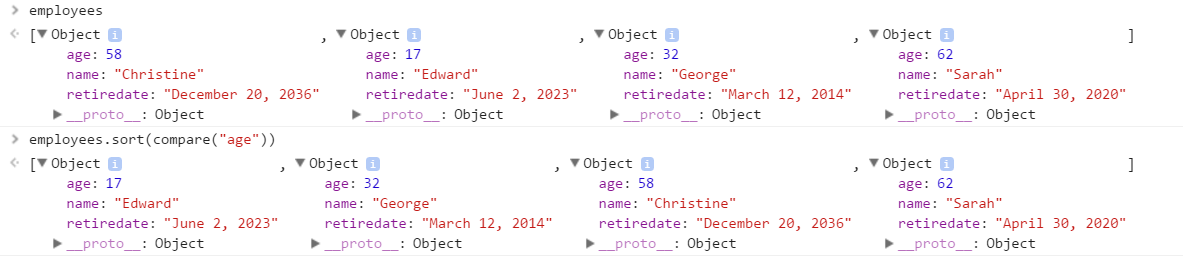 employees
[▼Object i , ▼Object i , ▼Object i , ▼Object i ]
age: 58 age: 17 age: 32 age: 62
name: "Christine" name: "Edward" name: "George" name: "Sarah"
retiredate: "December 20, 2036" retiredate: "June 2, 2023" retiredate: "March 12, 2014" retiredate: "April 30, 2020"
▶__proto__: Object ▶__proto__: Object ▶__proto__: Object ▶__proto__: Object
employees.sort(compare("age"))
[▼Object i , ▼Object i , ▼Object i , ▼Object i ]
age: 17 age: 32 age: 58 age: 62
name: "Edward" name: "George" name: "Christine" name: "Sarah"
retiredate: "June 2, 2023" retiredate: "March 12, 2014" retiredate: "December 20, 2036" retiredate: "April 30, 2020"
▶__proto__: Object ▶__proto__: Object ▶__proto__: Object ▶__proto__: Object